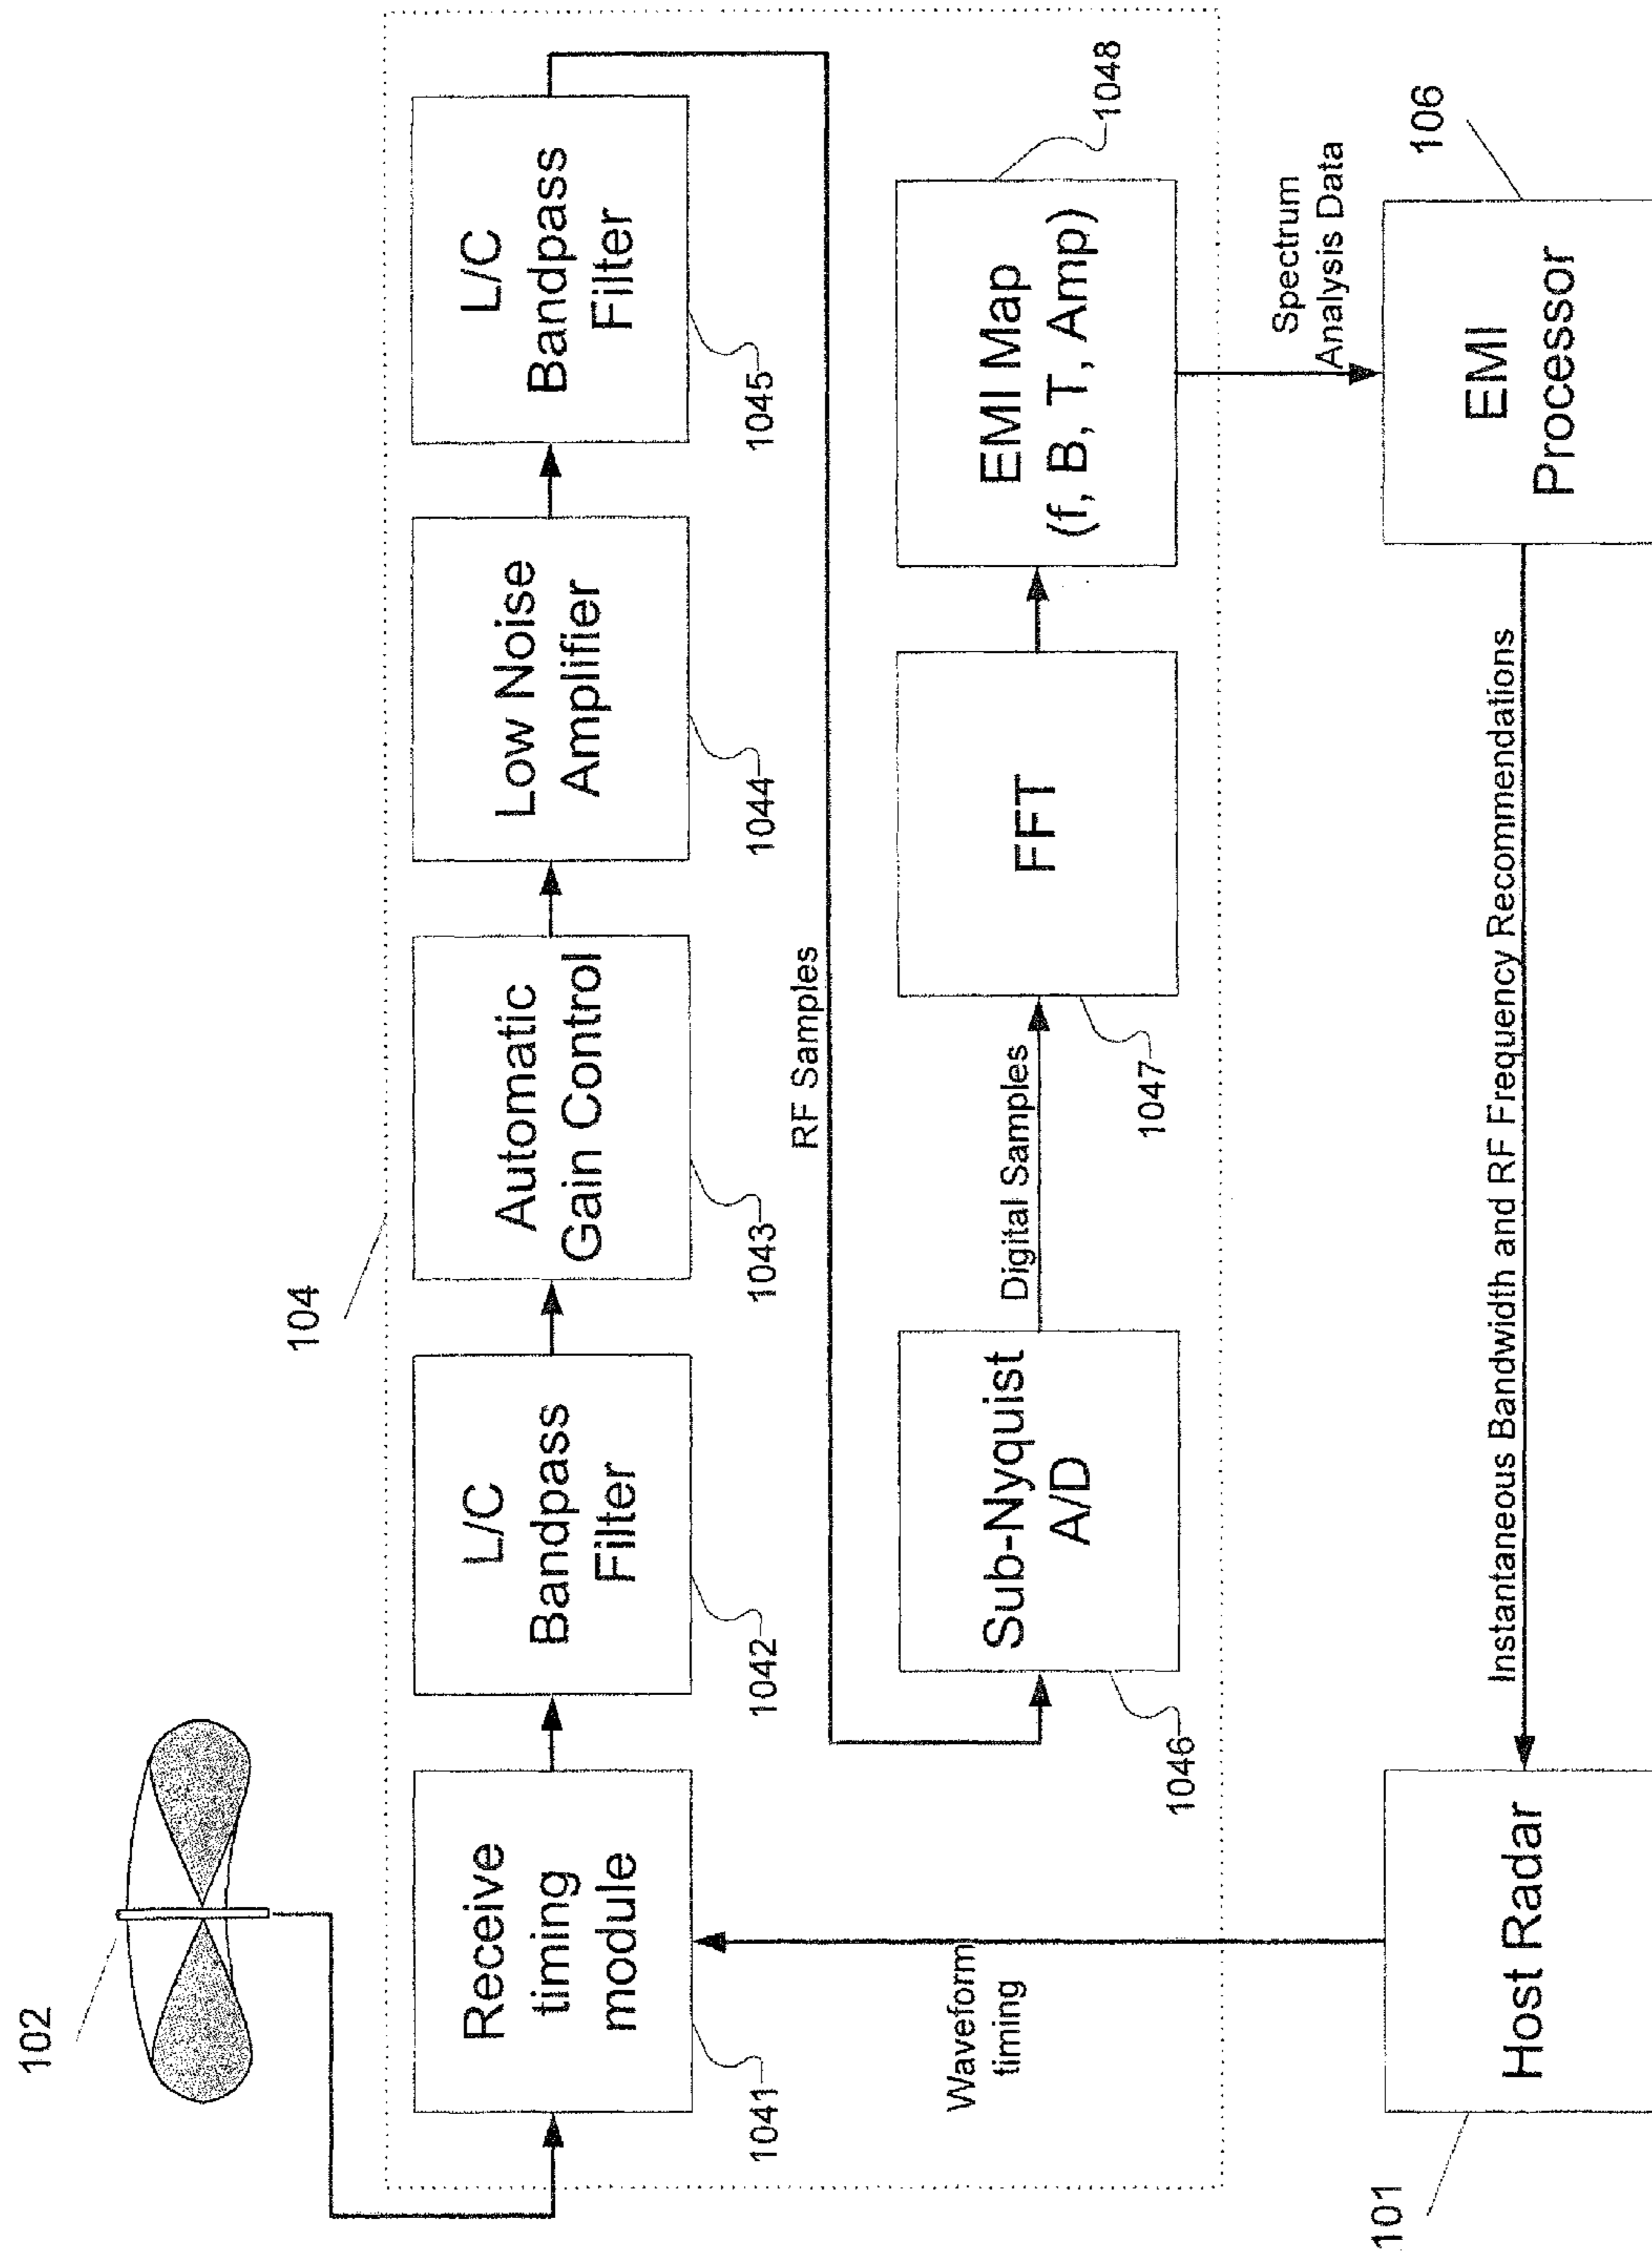 102
104
Receive
timing
module
1041
L/C
Bandpass
Filter
1042
Automatic
Gain Control
1043
Low Noise
Amplifier
1044
L/C
Bandpass
Filter
1045
RF Samples
Sub-Nyquist
A/D
1046
Digital Samples
FFT
1047
EMI Map
(f, B, T, Amp)
1048
Waveform
timing
Spectrum
Analysis Data
Host Radar
101
Instantaneous Bandwidth and RF Frequency Recommendations
EMI
Processor
106